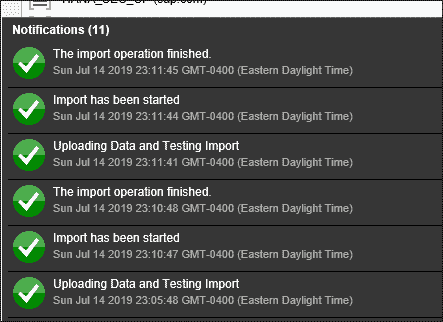 Notifications (11)
The import operation finished.
Sun Jul 14 2019 23:11:45 GMT-0400 (Eastern Daylight Time)
Import has been started
Sun Jul 14 2019 23:11:44 GMT-0400 (Eastern Daylight Time)
Uploading Data and Testing Import
Sun Jul 14 2019 23:11:41 GMT-0400 (Eastern Daylight Time)
The import operation finished.
Sun Jul 14 2019 23:10:48 GMT-0400 (Eastern Daylight Time)
Import has been started
Sun Jul 14 2019 23:10:47 GMT-0400 (Eastern Daylight Time)
Uploading Data and Testing Import
Sun Jul 14 2019 23:05:48 GMT-0400 (Eastern Daylight Time)